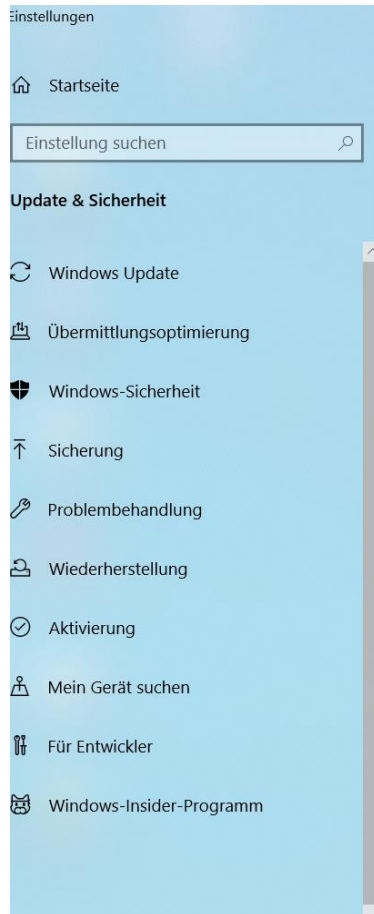 Einstellungen
Startseite
Einstellung suchen
Update & Sicherheit
Windows Update
Übermittlungsoptimierung
Windows-Sicherheit
Sicherung
Problembehandlung
Wiederherstellung
Aktivierung
Mein Gerät suchen
Für Entwickler
Windows-Insider-Programm